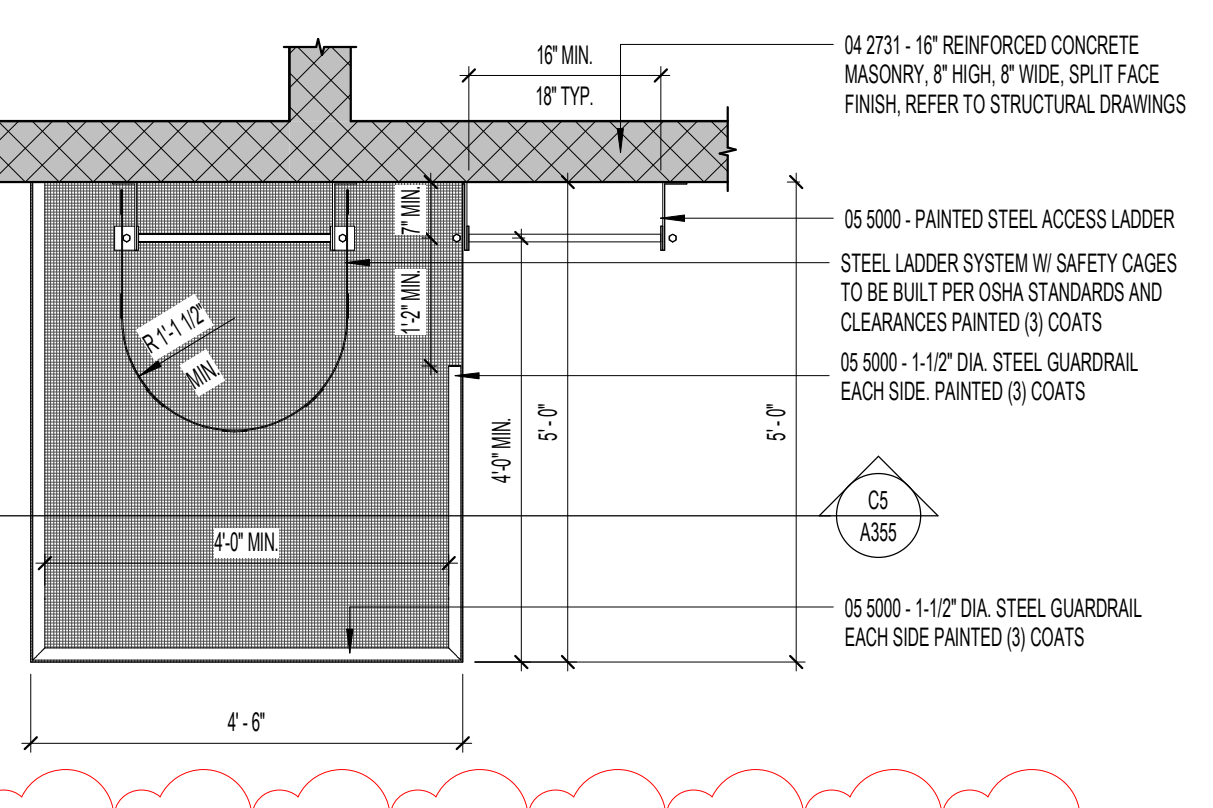 16" MIN.
18" TYP.
04 2731 - 16" REINFORCED CONCRETE
MASONRY, 8" HIGH, 8" WIDE, SPLIT FACE
FINISH, REFER TO STRUCTURAL DRAWINGS
7" MIN.
05 5000 - PAINTED STEEL ACCESS LADDER
STEEL LADDER SYSTEM W/ SAFETY CAGES
TO BE BUILT PER OSHA STANDARDS AND
CLEARANCES PAINTED (3) COATS
1'-2" MIN.
R 1'-1 1/2"
MIN.
05 5000 - 1-1/2" DIA. STEEL GUARDRAIL
EACH SIDE. PAINTED (3) COATS
4'-0" MIN.
5' - 0"
5' - 0"
C5
A355
4'-0" MIN.
05 5000 - 1-1/2" DIA. STEEL GUARDRAIL
EACH SIDE PAINTED (3) COATS
4' - 6"